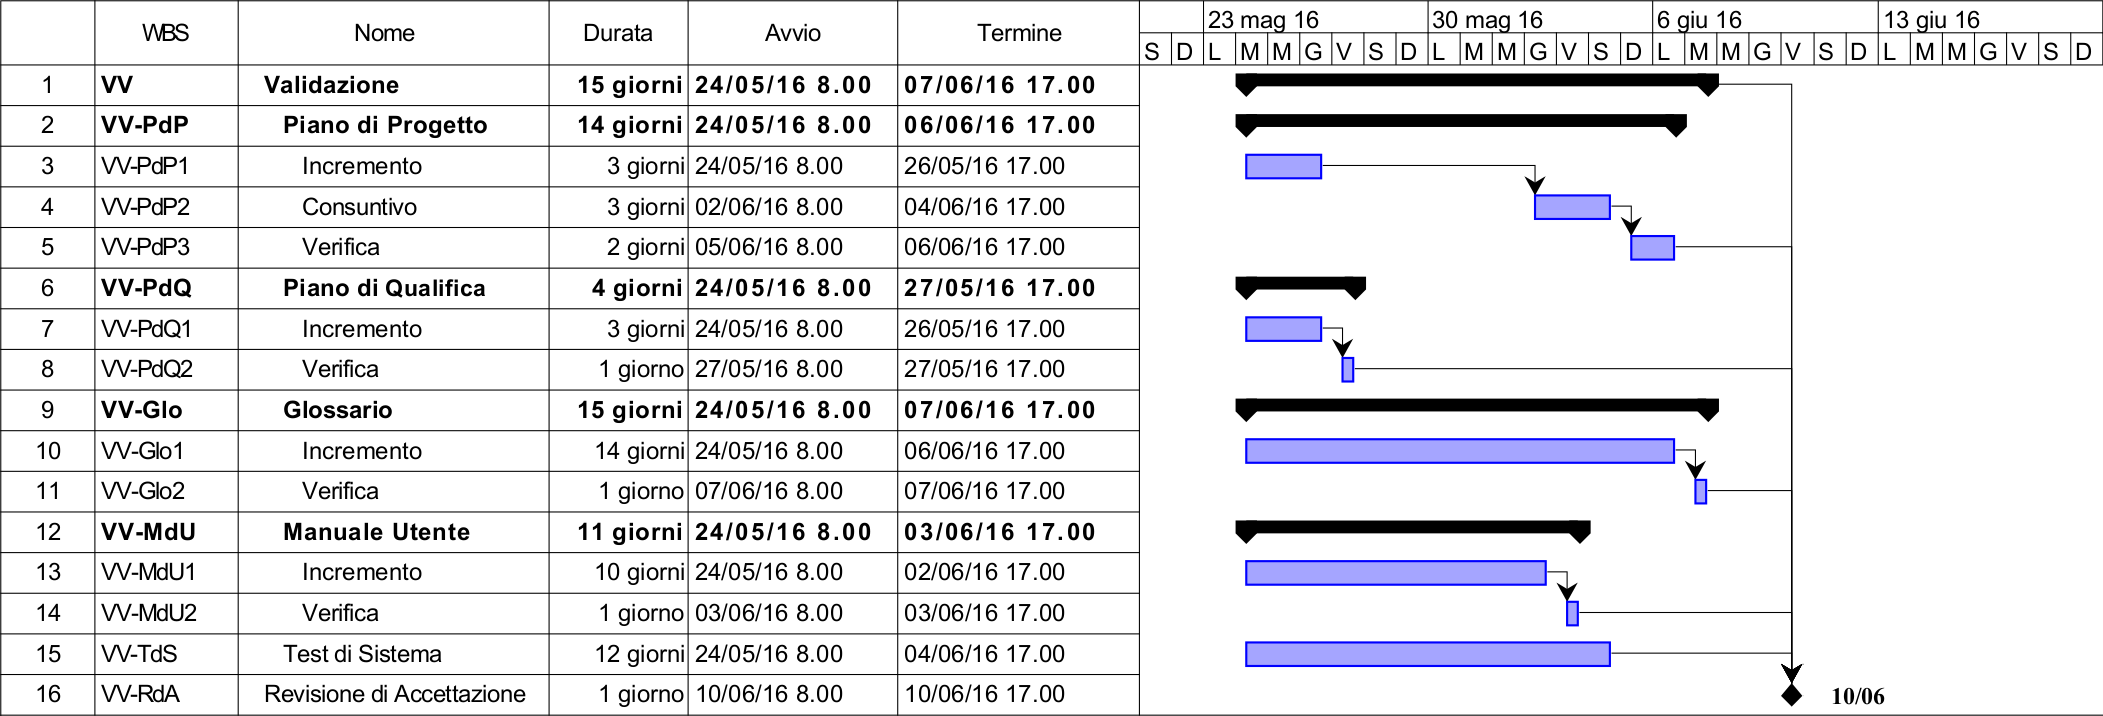 WBS Nome Durata Avvio Termine 23 mag 16 30 mag 16 6 giu 16 13 giu 16
S D L M M G V S D L M M G V S D L M M G V S D L M M G V S D
1 VV Validazione 15 giorni 24/05/16 8.00 07/06/16 17.00
2 VV-PdP Piano di Progetto 14 giorni 24/05/16 8.00 06/06/16 17.00
3 VV-PdP1 Incremento 3 giorni 24/05/16 8.00 26/05/16 17.00
4 VV-PdP2 Consuntivo 3 giorni 02/06/16 8.00 04/06/16 17.00
5 VV-PdP3 Verifica 2 giorni 05/06/16 8.00 06/06/16 17.00
6 VV-PdQ Piano di Qualifica 4 giorni 24/05/16 8.00 27/05/16 17.00
7 VV-PdQ1 Incremento 3 giorni 24/05/16 8.00 26/05/16 17.00
8 VV-PdQ2 Verifica 1 giorno 27/05/16 8.00 27/05/16 17.00
9 VV-Glo Glossario 15 giorni 24/05/16 8.00 07/06/16 17.00
10 VV-Glo1 Incremento 14 giorni 24/05/16 8.00 06/06/16 17.00
11 VV-Glo2 Verifica 1 giorno 07/06/16 8.00 07/06/16 17.00
12 VV-MdU Manuale Utente 11 giorni 24/05/16 8.00 03/06/16 17.00
13 VV-MdU1 Incremento 10 giorni 24/05/16 8.00 02/06/16 17.00
14 VV-MdU2 Verifica 1 giorno 03/06/16 8.00 03/06/16 17.00
15 VV-TdS Test di Sistema 12 giorni 24/05/16 8.00 04/06/16 17.00
16 VV-RdA Revisione di Accettazione 1 giorno 10/06/16 8.00 10/06/16 17.00 10/06